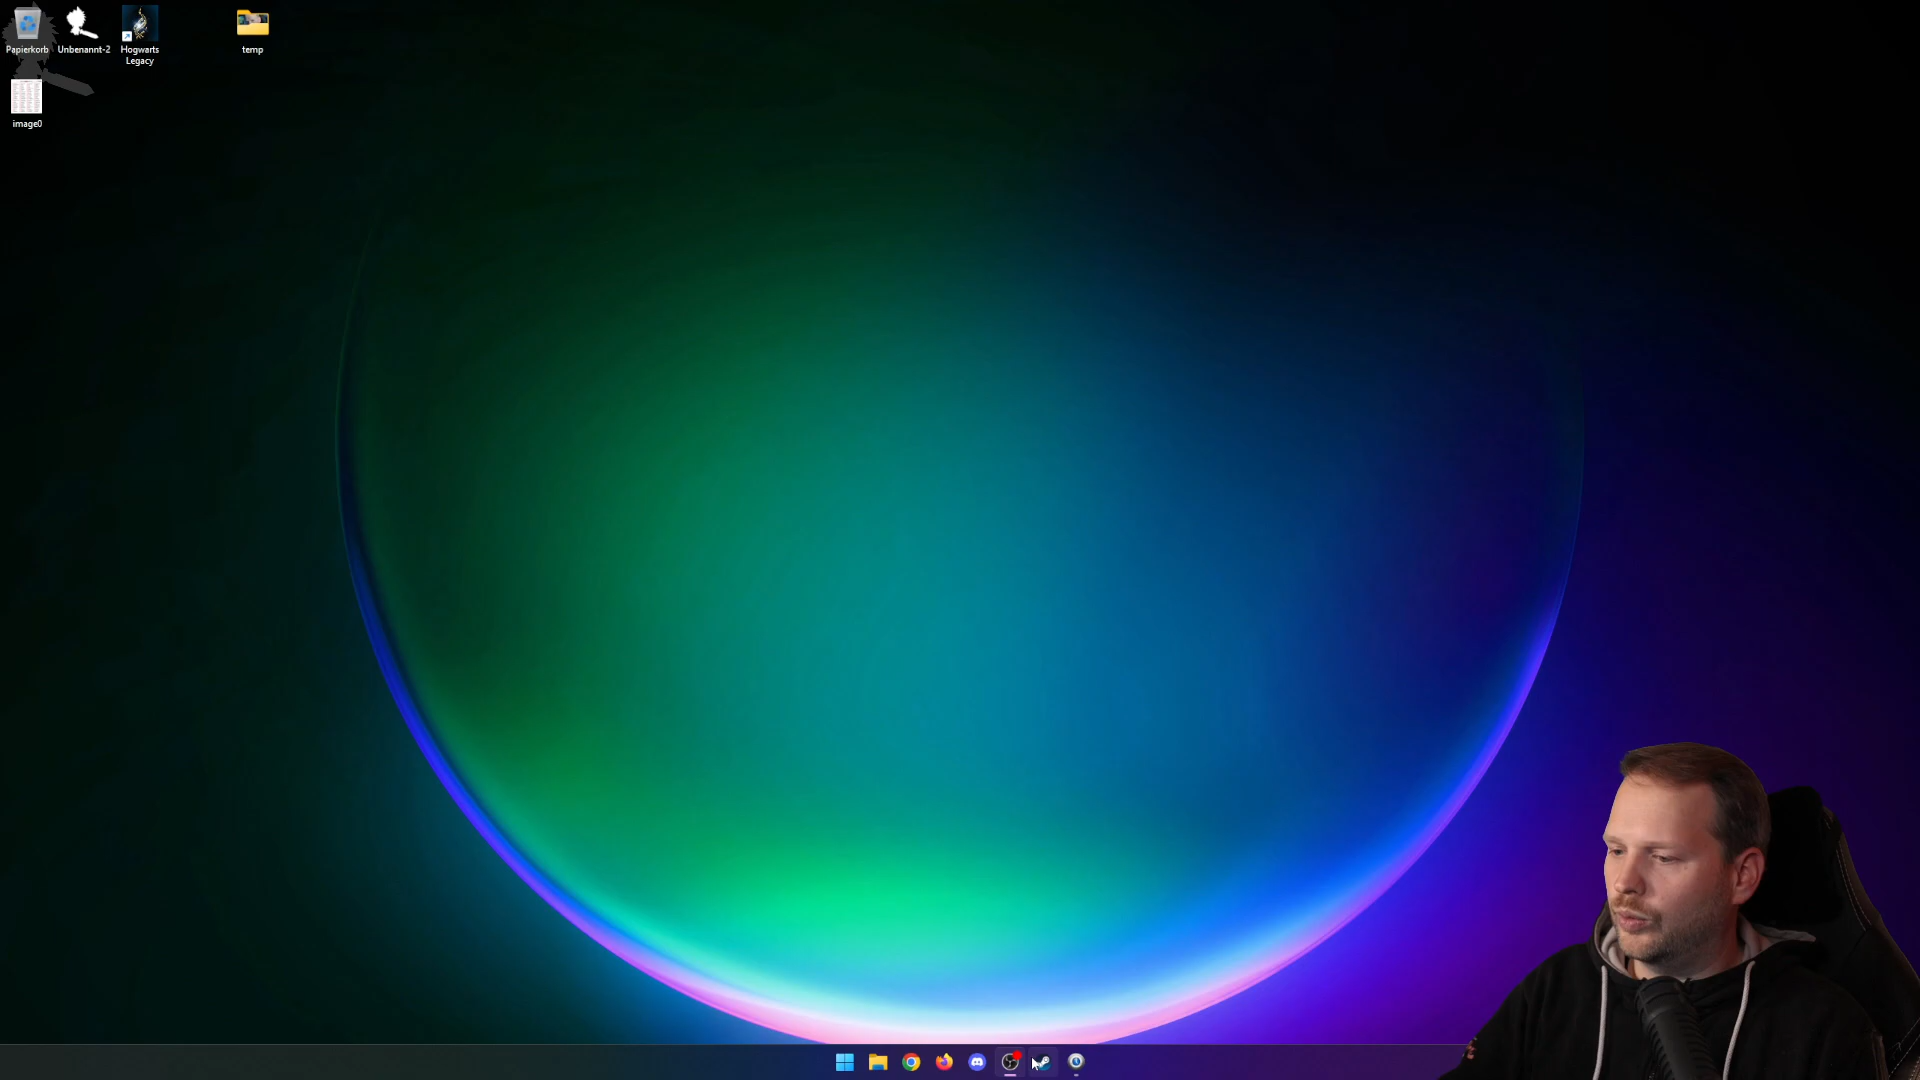 Papierkorb
Unbenannt-2
Hogwarts
Legacy
temp
image0